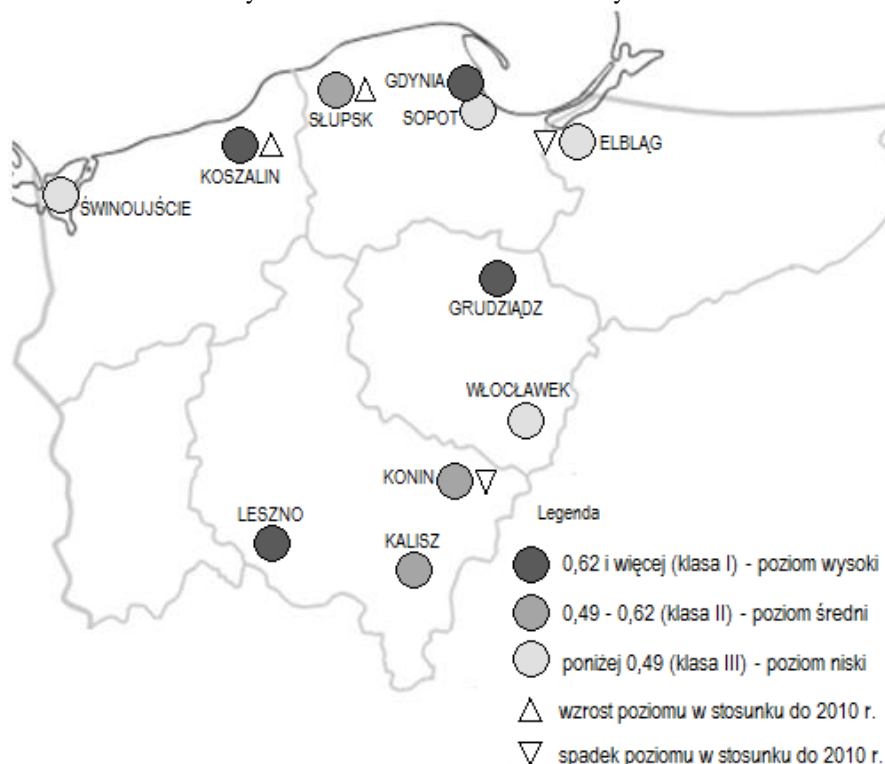 GDYNIA
SŁUPSK
SOPOT
ELBLĄG
KOSZALIN
ŚWINOUJŚCIE
GRUDZIĄDZ
WŁOCŁAWEK
KONIN
LESZNO
KALISZ
Legenda
0,62 i więcej (klasa I) - poziom wysoki
0,49 - 0,62 (klasa II) - poziom średni
poniżej 0,49 (klasa III) - poziom niski
wzrost poziomu w stosunku do 2010 r.
spadek poziomu w stosunku do 2010 r.